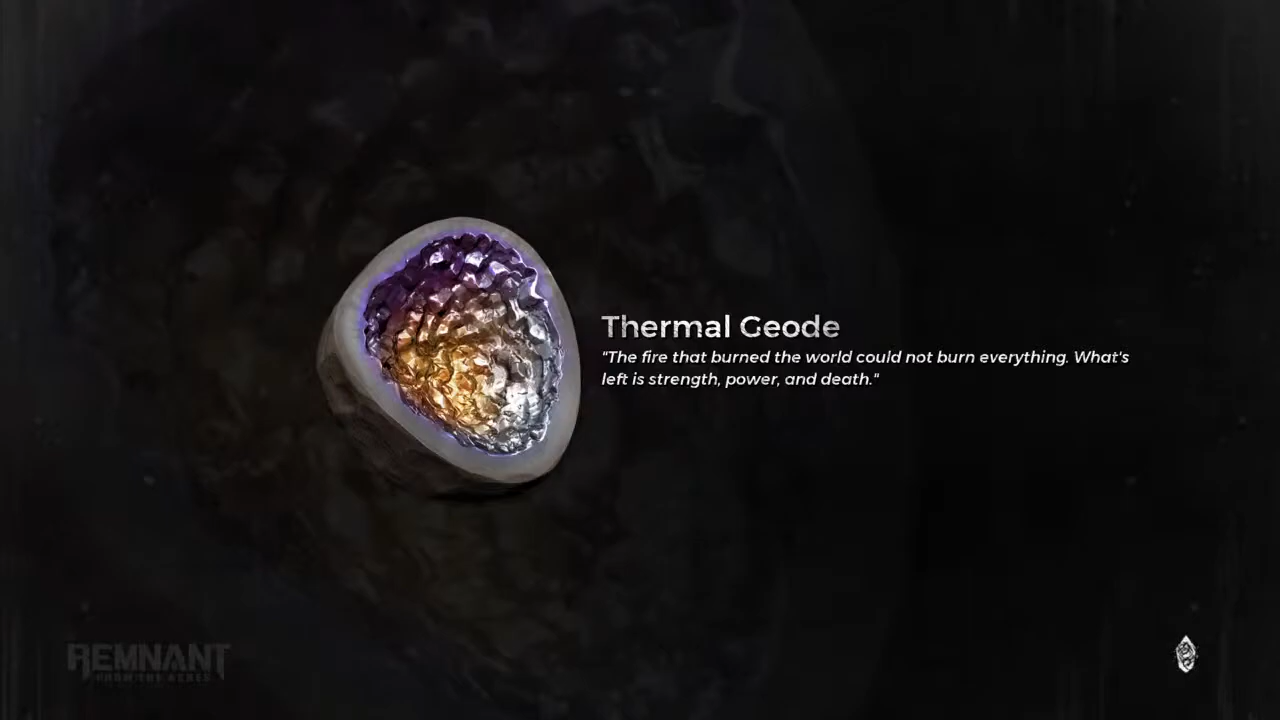 Thermal Geode
"The fire that burned the world could not burn everything. What's
left is strength, power, and death."
REMNANT
FROM THE ASHES